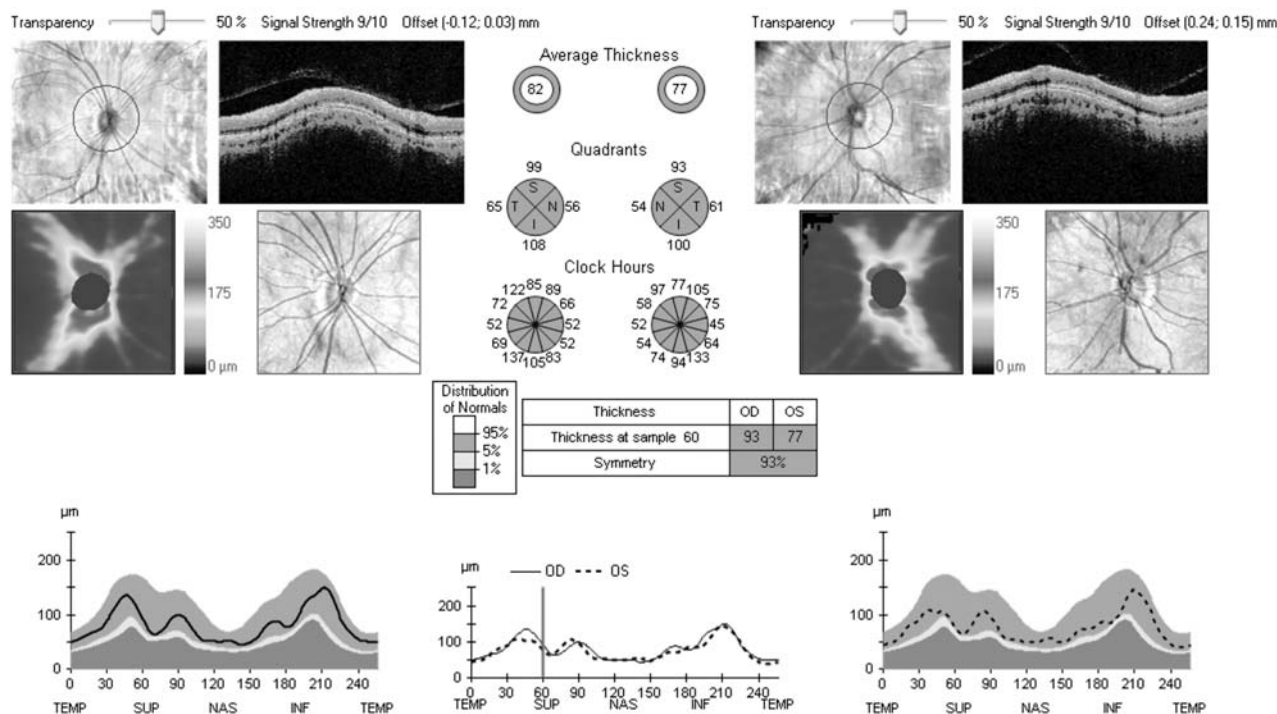 Transparency 50 % Signal Strength 9/10 Offset (-0.12; 0.03) mm
Transparency 50 % Signal Strength 9/10 Offset (0.24; 0.15) mm
Average Thickness
82 77
Quadrants
99 93
S S
65 T N 56 54 N T 61
I I
108 100
350
175
0 µm
350
175
0 µm
Clock Hours
122 85 89 97 77 105
72 66 58 75
52 52 52 45
69 52 54 64
137 105 83 74 94 133
Distribution
of Normals
95%
5%
1%
Thickness OD OS
Thickness at sample 60 93 77
Symmetry 93%
µm
200
100
0
0 30 60 90 120 150 180 210 240
TEMP SUP NAS INF TEMP
µm OD OS
200
100
0
0 30 60 90 120 150 180 210 240
TEMP SUP NAS INF TEMP
µm
200
100
0
0 30 60 90 120 150 180 210 240
TEMP SUP NAS INF TEMP